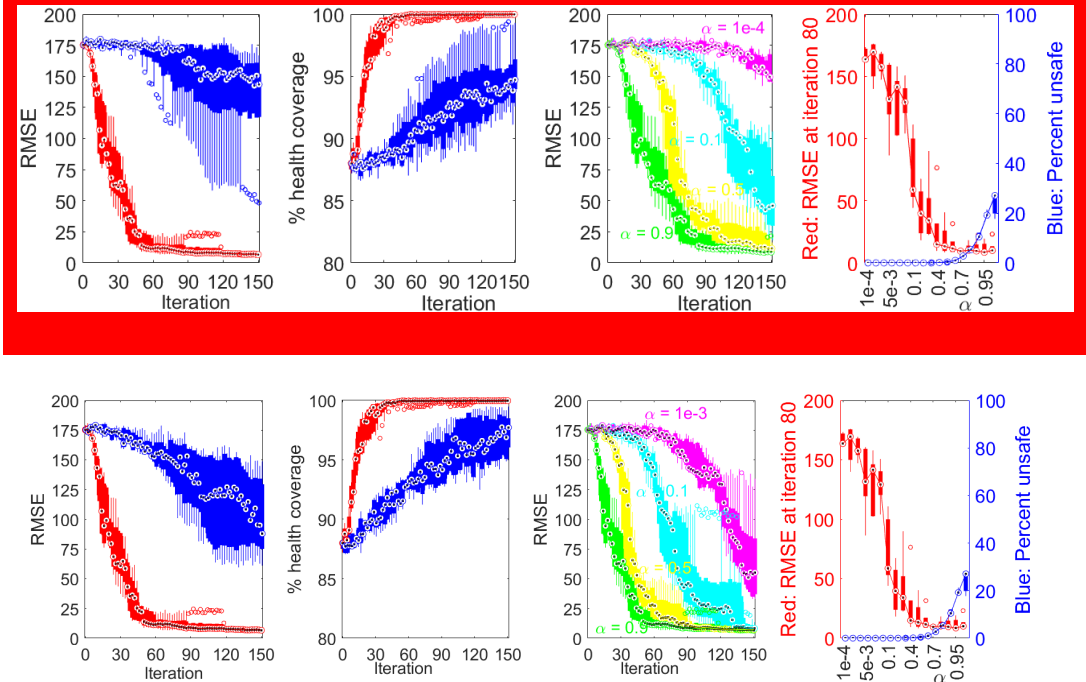 200
175
150
125
100
75
50
25
0
RMSE
0 30 60 90 120 150
Iteration
100
95
90
85
80
% health coverage
0 30 60 90 120 150
Iteration
200
175
150
125
100
75
50
25
0
RMSE
α = 1e-4
α = 0.1
α = 0.5
α = 0.9
0 30 60 90 120 150
Iteration
200
150
100
50
0
Red: RMSE at iteration 80
100
80
60
40
20
0
Blue: Percent unsafe
1e-4 5e-3 0.1 0.4 0.7 0.95
α
200
175
150
125
100
75
50
25
0
RMSE
0 30 60 90 120 150
Iteration
100
95
90
85
80
% health coverage
0 30 60 90 120 150
Iteration
200
175
150
125
100
75
50
25
0
RMSE
α = 1e-3
α = 0.1
α = 0.5
α = 0.9
0 30 60 90 120 150
Iteration
200
150
100
50
0
Red: RMSE at iteration 80
100
80
60
40
20
0
Blue: Percent unsafe
1e-4 5e-3 0.1 0.4 0.7 0.95
α